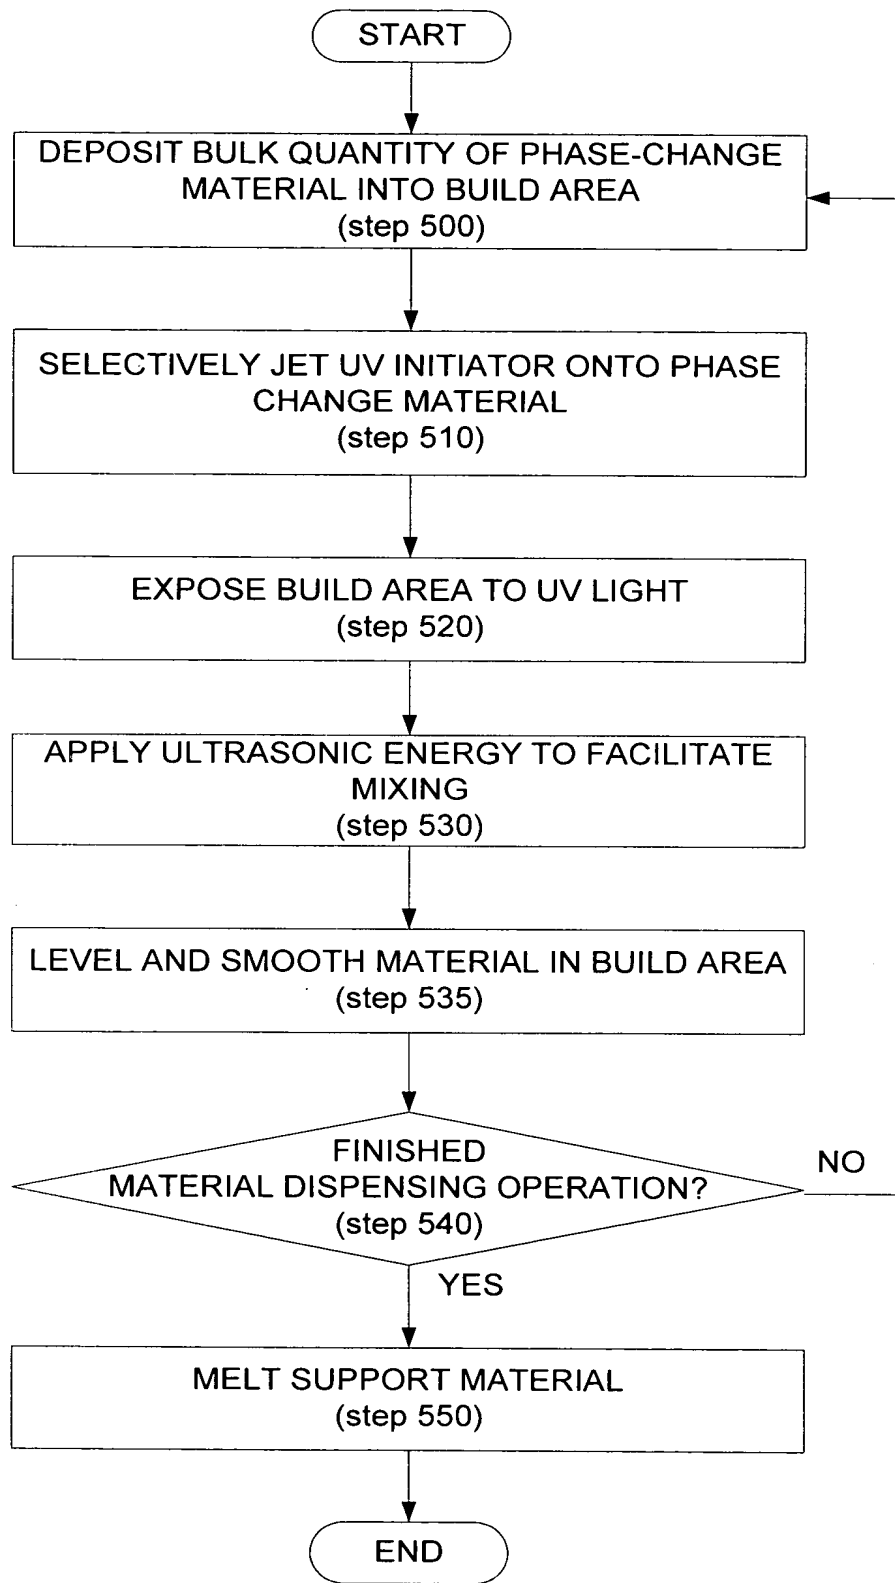 START
DEPOSIT BULK QUANTITY OF PHASE-CHANGE
MATERIAL INTO BUILD AREA
(step 500)
SELECTIVELY JET UV INITIATOR ONTO PHASE
CHANGE MATERIAL
(step 510)
EXPOSE BUILD AREA TO UV LIGHT
(step 520)
APPLY ULTRASONIC ENERGY TO FACILITATE
MIXING
(step 530)
LEVEL AND SMOOTH MATERIAL IN BUILD AREA
(step 535)
FINISHED
MATERIAL DISPENSING OPERATION?
(step 540)
NO
YES
MELT SUPPORT MATERIAL
(step 550)
END